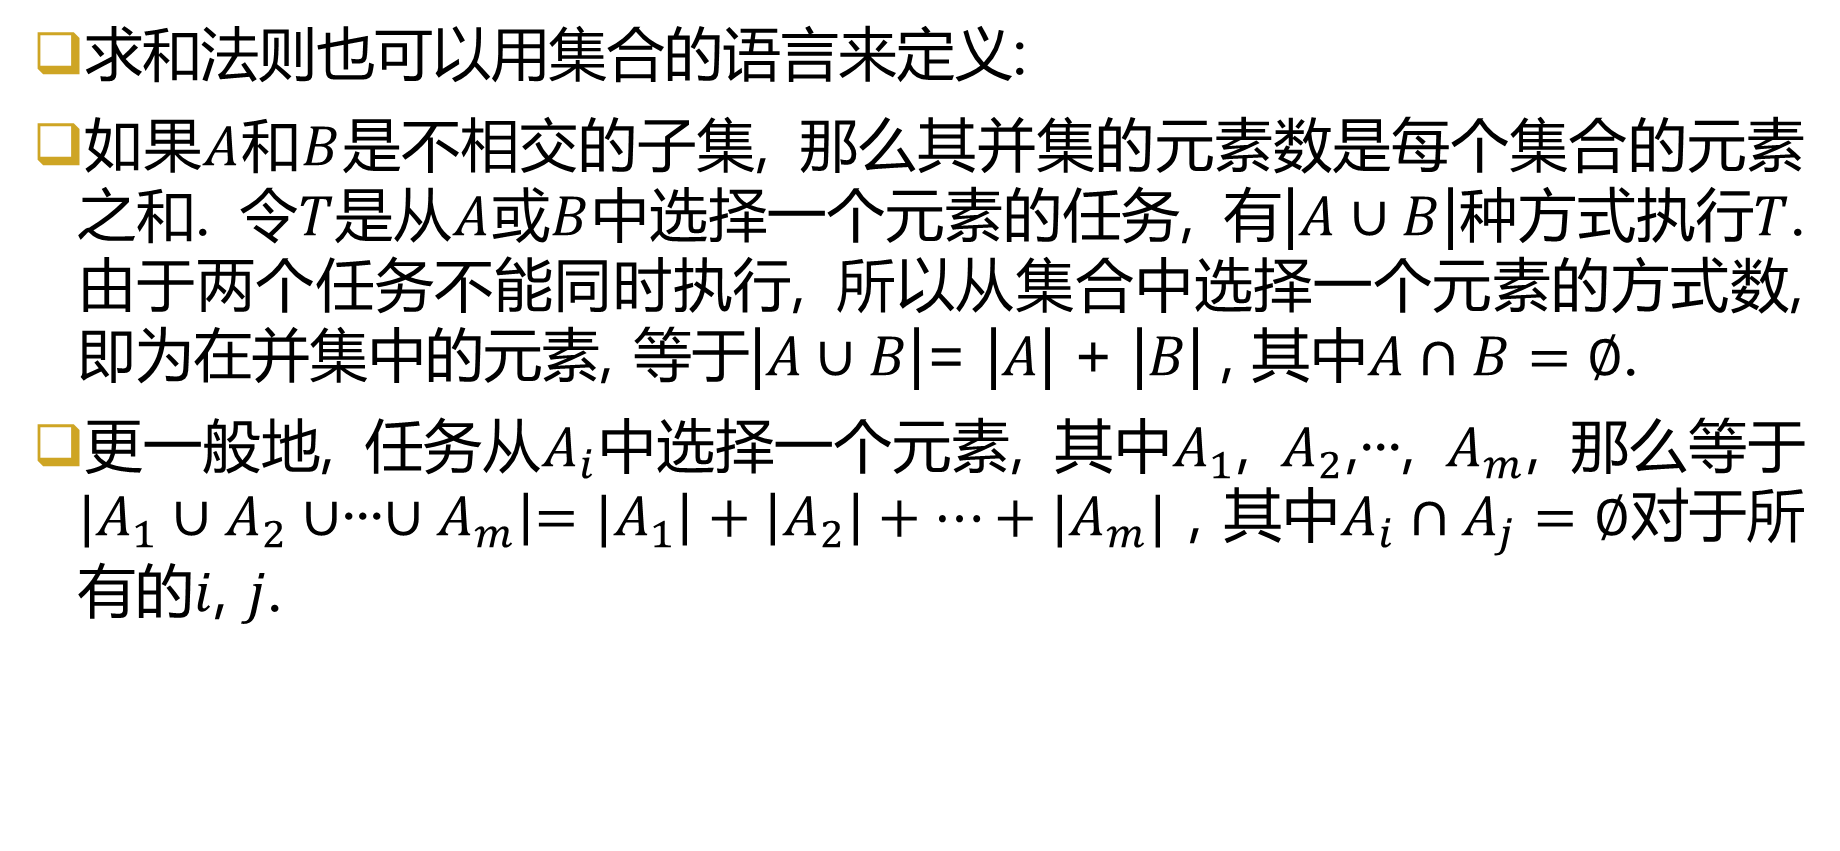 ❑求和法则也可以用集合的语言来定义:
❑如果A和B是不相交的子集, 那么其并集的元素数是每个集合的元素
之和. 令T是从A或B中选择一个元素的任务, 有|A ∪ B|种方式执行T.
由于两个任务不能同时执行, 所以从集合中选择一个元素的方式数,
即为在并集中的元素, 等于|A ∪ B|= |A| + |B| , 其中A ∩ B = ∅.
❑更一般地, 任务从Aᵢ中选择一个元素, 其中A₁, A₂,⋯, Aₘ, 那么等于
|A₁ ∪ A₂ ∪⋯∪ Aₘ|= |A₁| + |A₂| + ⋯ + |Aₘ| , 其中Aᵢ ∩ Aⱼ = ∅对于所
有的i, j.